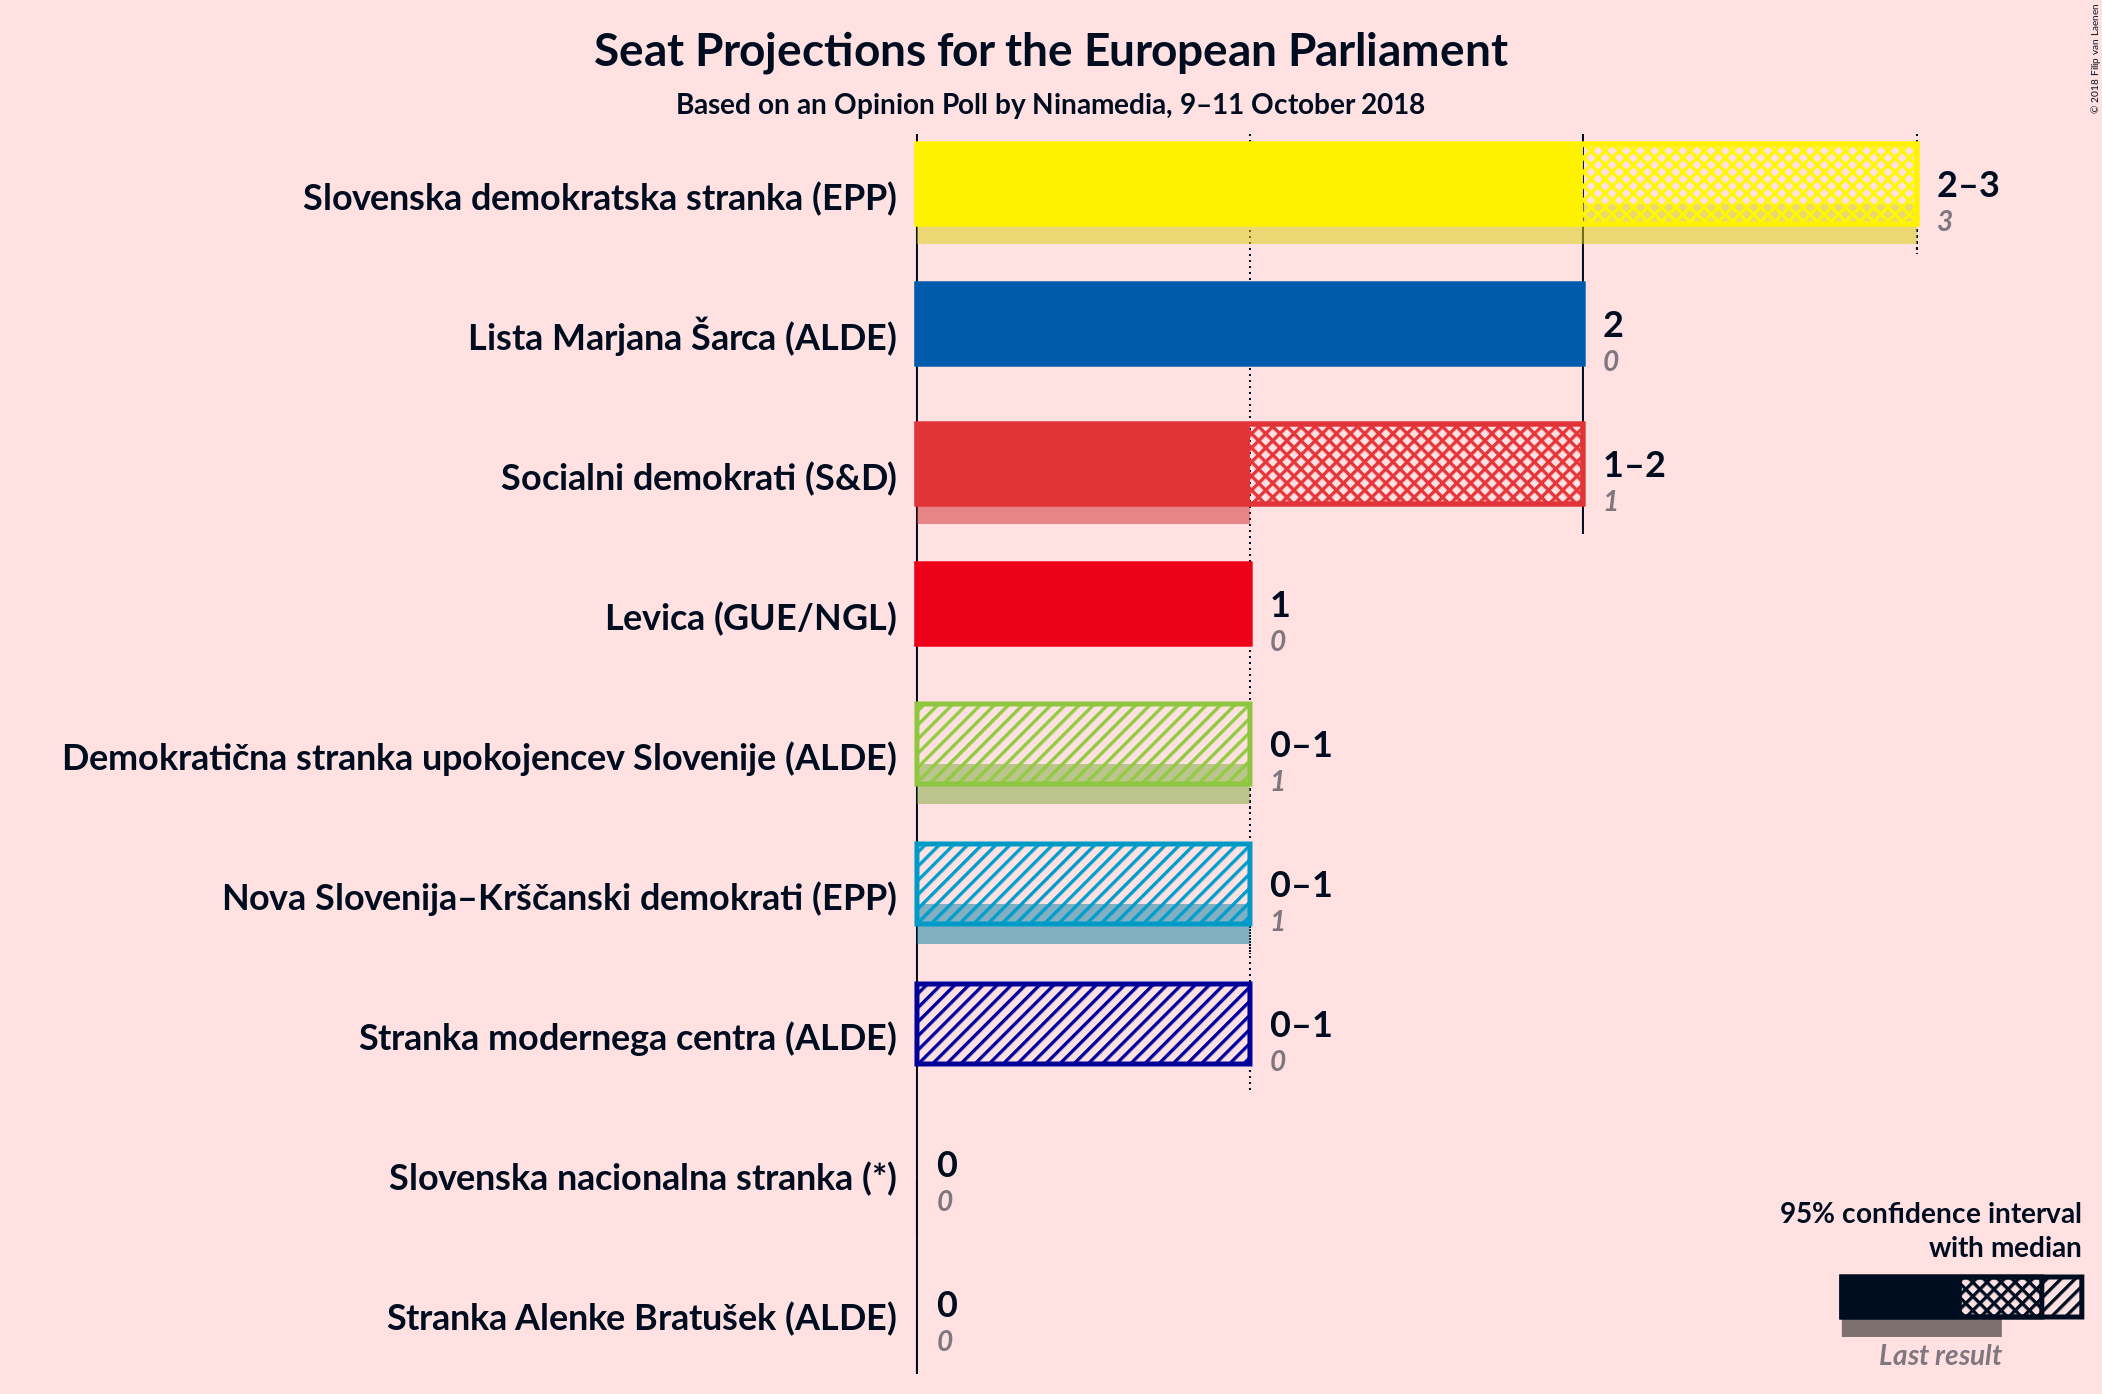 Seat Projections for the European Parliament
Based on an Opinion Poll by Ninamedia, 9–11 October 2018
© 2018 Filip van Laenen
Slovenska demokratska stranka (EPP)
2–3
3
Lista Marjana Šarca (ALDE)
2
0
Socialni demokrati (S&D)
1–2
1
Levica (GUE/NGL)
1
0
Demokratična stranka upokojencev Slovenije (ALDE)
0–1
1
Nova Slovenija–Krščanski demokrati (EPP)
0–1
1
Stranka modernega centra (ALDE)
0–1
0
Slovenska nacionalna stranka (*)
0
0
Stranka Alenke Bratušek (ALDE)
0
0
95% confidence interval
with median
Last result